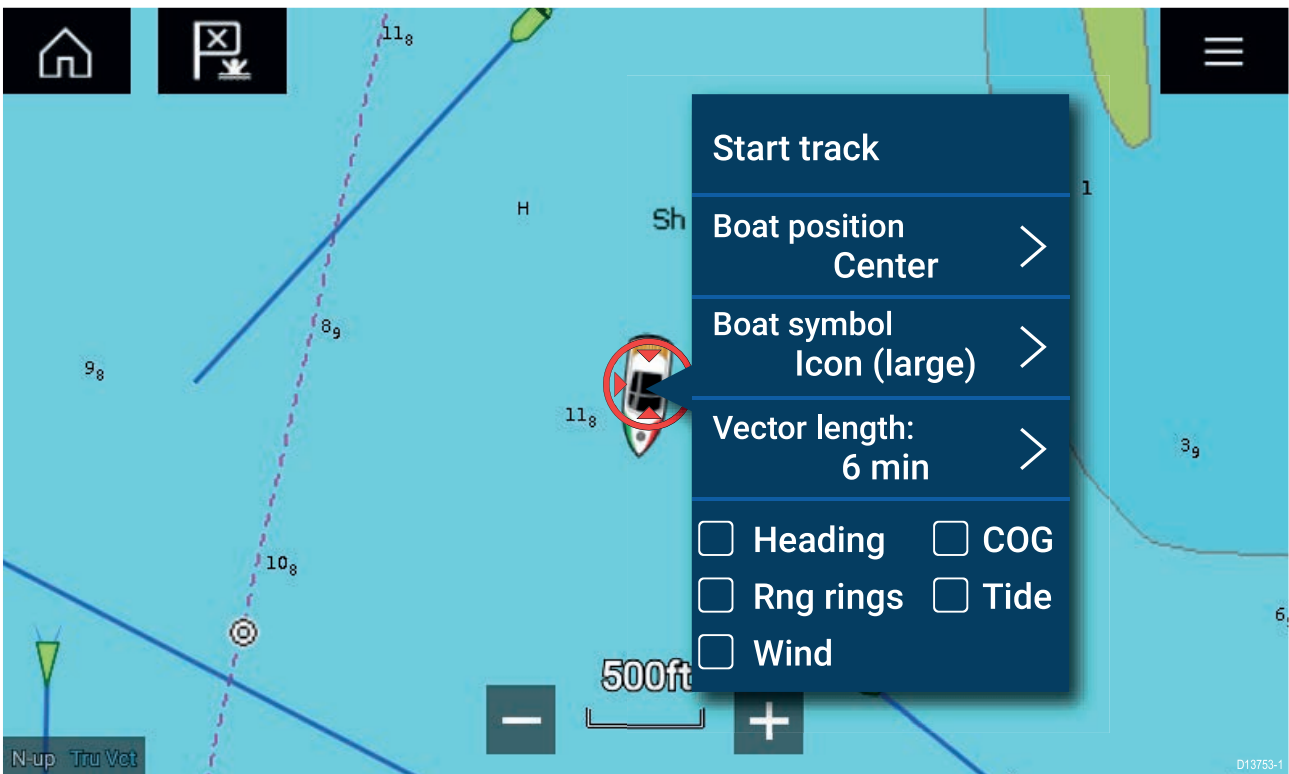 11₈
Start track
1
H
Sh
Boat position
Center
Boat symbol
Icon (large)
8₉
9₈
11₈
Vector length:
6 min
3₉
Heading
COG
10₈
Rng rings
Tide
6
Wind
500ft
N-up Tru Vct
D13753-1